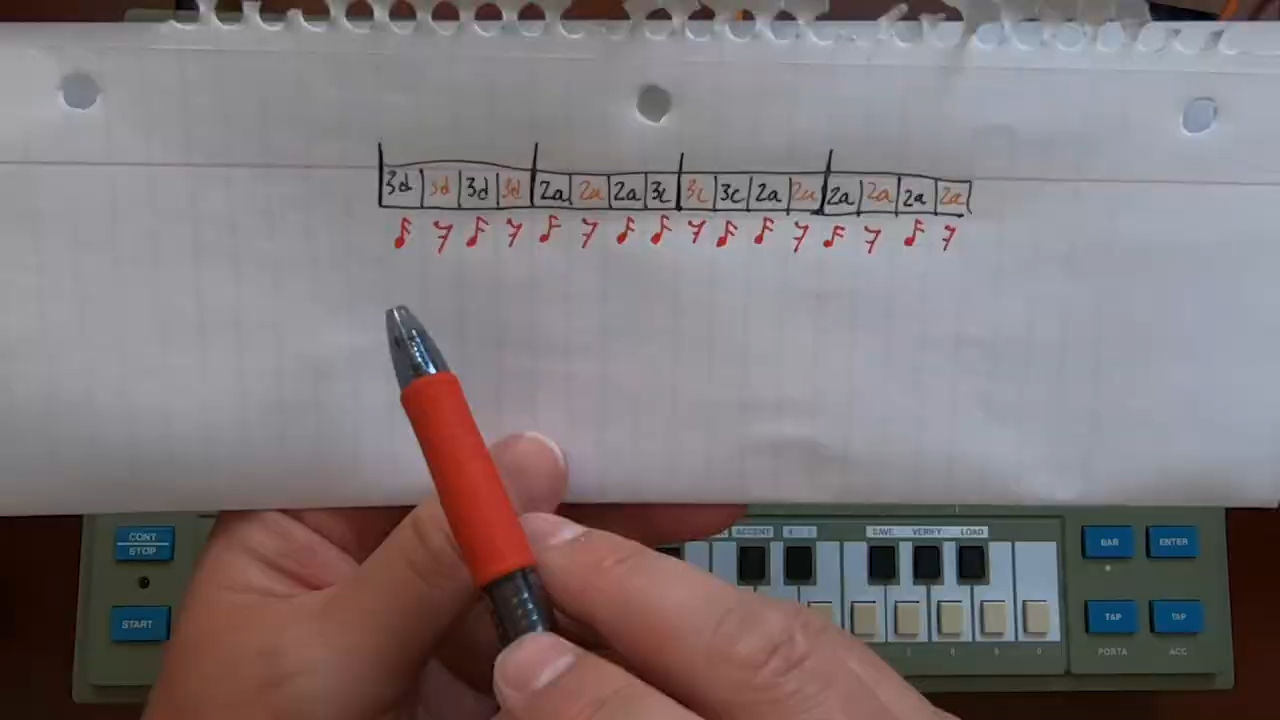 3d 3d 3d 3d 2a 2a 2a 3c 3c 3c 2a 2a 2a 2a 2a 2a
ACCENT SAVE VERIFY LOAD
CONT
STOP
BAR ENTER
START
TAP TAP
PORTA ACC